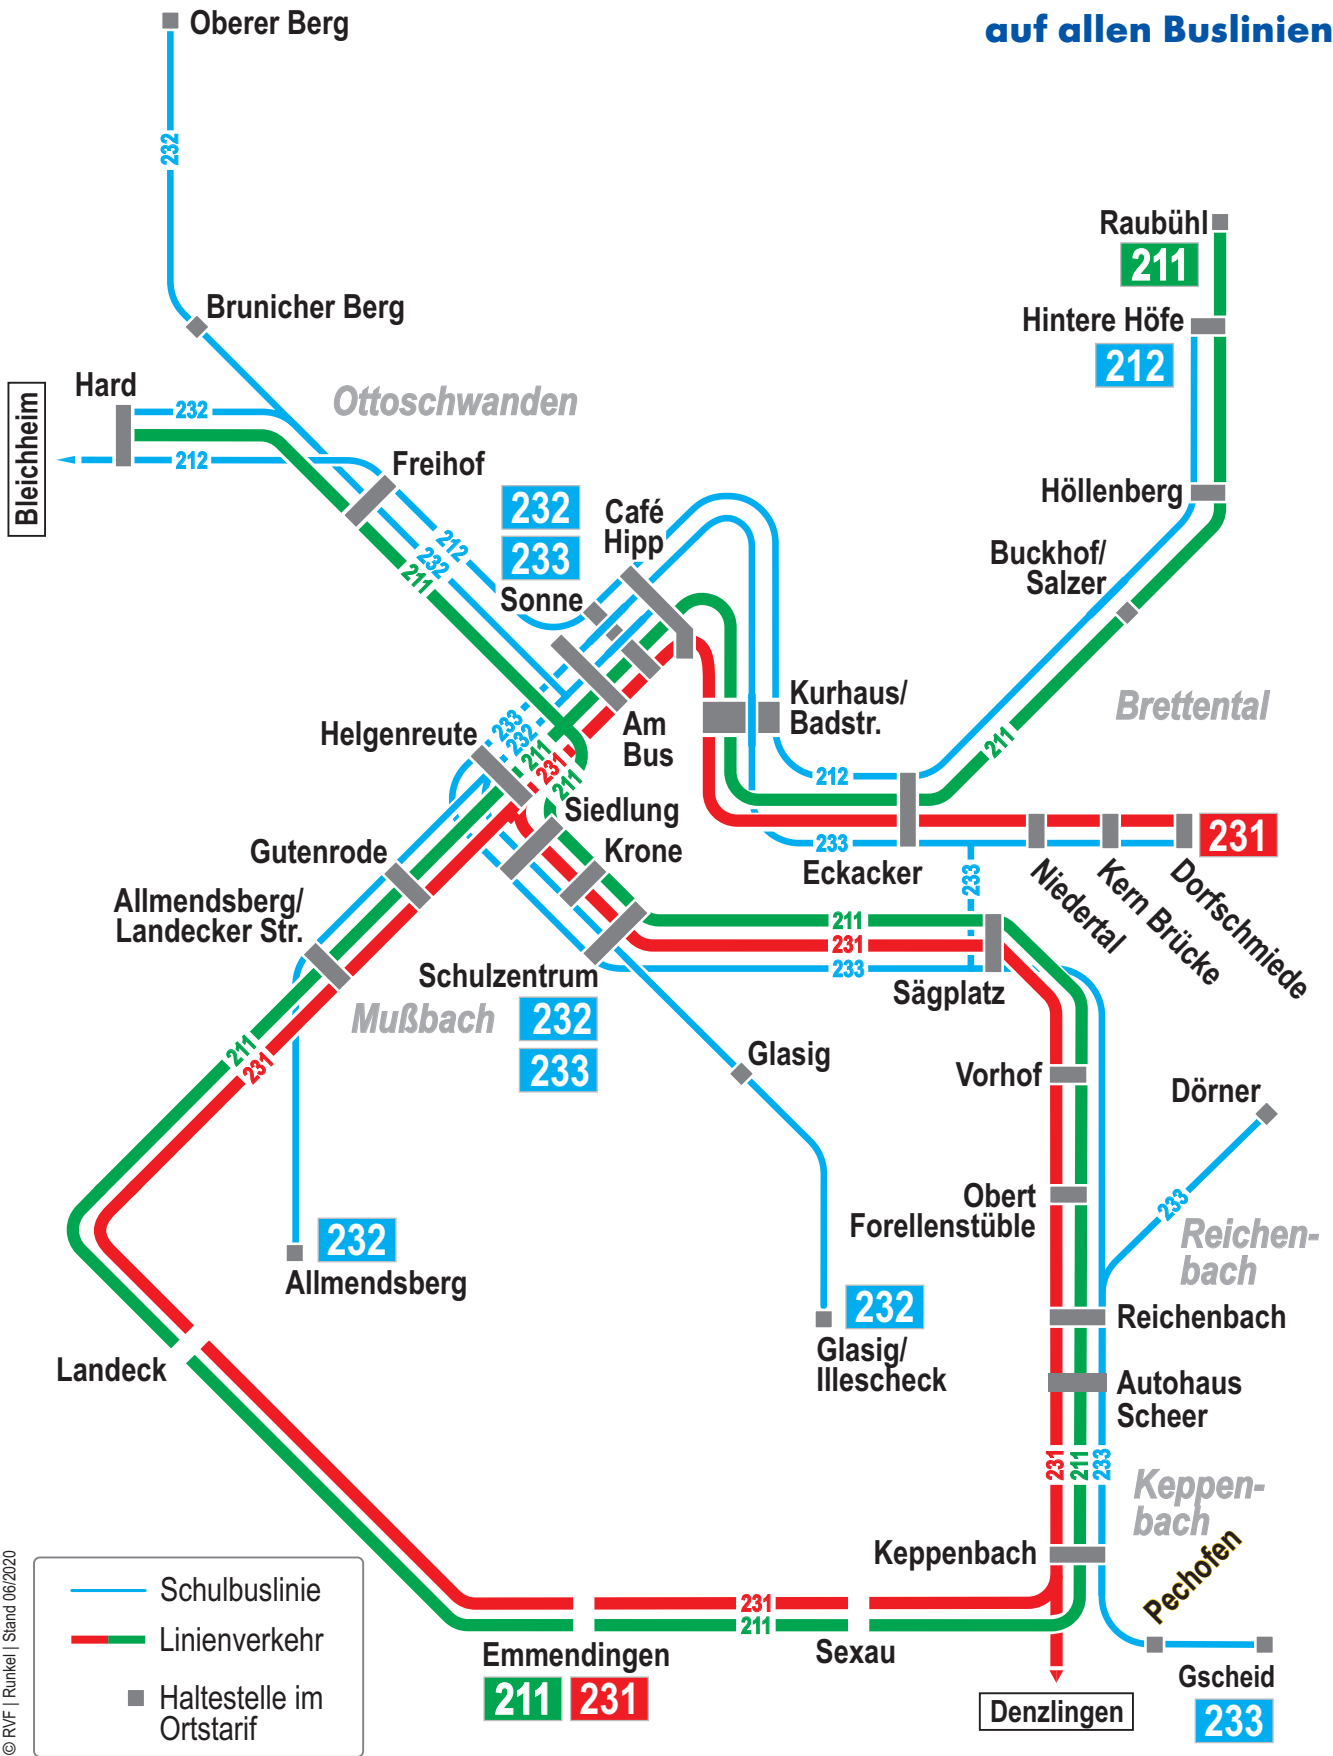 auf allen Buslinien
Oberer Berg
232
Raubühl
211
Brunicher Berg
Hintere Höfe
212
Hard
Bleichheim
232
Ottoschwanden
212
Freihof
232
Café
Hipp
233
Sonne
212
232
211
Höllenberg
Buckhof/
Salzer
Brettental
Kurhaus/
Badstr.
Helgenreute
233
232
211
231
211
Am
Bus
211
212
Siedlung
Krone
233
Eckacker
231
Gutenrode
Allmendsberg/
Landecker Str.
233
Niedertal
Kern Brücke
Dorfschmiede
211
231
233
Schulzentrum
232
233
Sägplatz
Mußbach
211
231
Glasig
Vorhof
Dörner
233
Obert
Forellenstüble
Reichen-
bach
232
Allmendsberg
232
Glasig/
Illescheck
Reichenbach
Landeck
Autohaus
Scheer
231
211
233
Keppen-
bach
Keppenbach
Pechofen
231
211
Emmendingen
211
231
Sexau
Gscheid
233
Denzlingen
Schulbuslinie
Linienverkehr
Haltestelle im
Ortstarif
© RVF | Runkel | Stand 06/2020